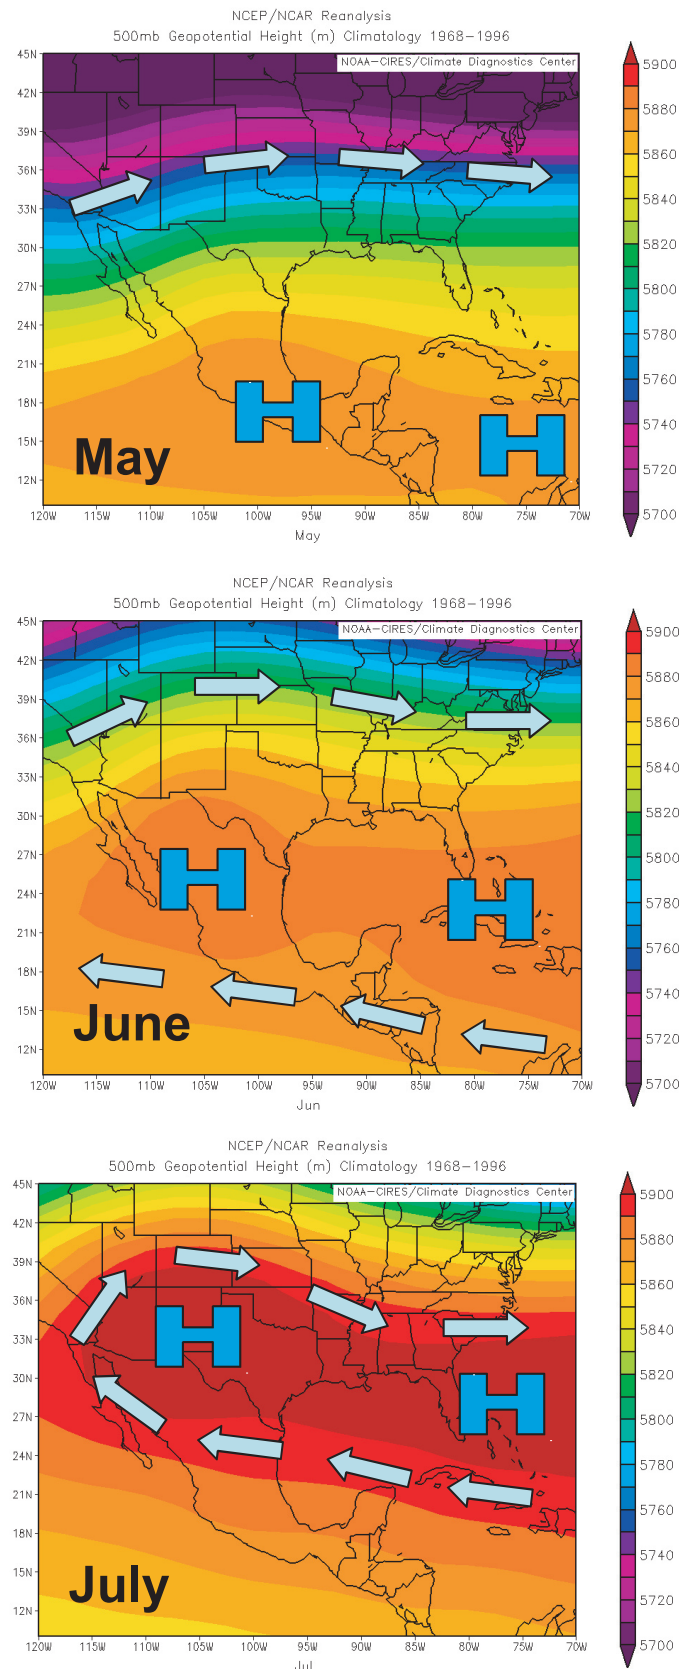 NCEP/NCAR Reanalysis
500mb Geopotential Height (m) Climatology 1968-1996
NOAA-CIRES/Climate Diagnostics Center
45N
42N
39N
36N
33N
30N
27N
24N
21N
18N
15N
12N
5900
5880
5860
5840
5820
5800
5780
5760
5740
5720
5700
H
H
May
120W 115W 110W 105W 100W 95W 90W 85W 80W 75W 70W
May
NCEP/NCAR Reanalysis
500mb Geopotential Height (m) Climatology 1968-1996
NOAA-CIRES/Climate Diagnostics Center
45N
42N
39N
36N
33N
30N
27N
24N
21N
18N
15N
12N
5900
5880
5860
5840
5820
5800
5780
5760
5740
5720
5700
H
H
June
120W 115W 110W 105W 100W 95W 90W 85W 80W 75W 70W
Jun
NCEP/NCAR Reanalysis
500mb Geopotential Height (m) Climatology 1968-1996
NOAA-CIRES/Climate Diagnostics Center
45N
42N
39N
36N
33N
30N
27N
24N
21N
18N
15N
12N
5900
5880
5860
5840
5820
5800
5780
5760
5740
5720
5700
H
H
July
120W 115W 110W 105W 100W 95W 90W 85W 80W 75W 70W
Jul